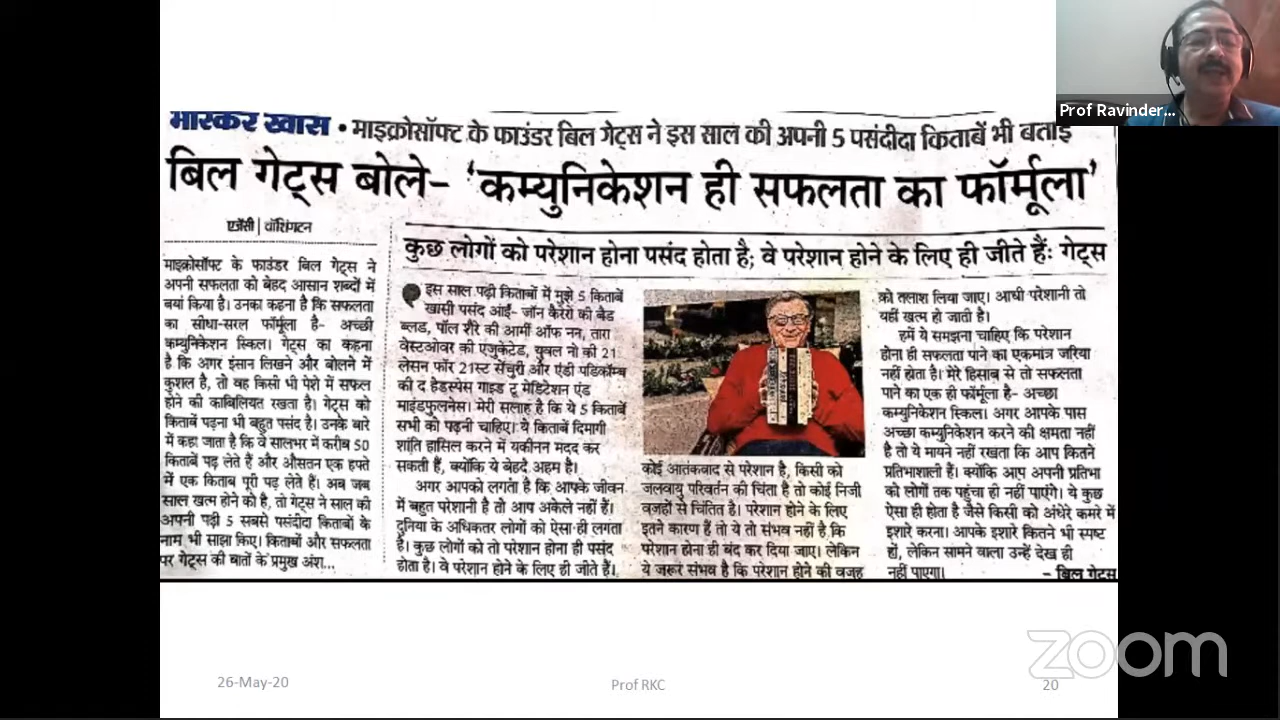 Prof Ravinder...
भास्कर खास • माइक्रोसॉफ्ट के फाउंडर बिल गेट्स ने इस साल की अपनी 5 पसंदीदा किताबें भी बताई
बिल गेट्स बोले- 'कम्युनिकेशन ही सफलता का फॉर्मूला'
एजेंसी | वॉशिंगटन
माइक्रोसॉफ्ट के फाउंडर बिल गेट्स ने
अपनी सफलता को बेहद आसान शब्दों में
बयां किया है। उनका कहना है कि सफलता
का सीधा-सरल फॉर्मूला है- अच्छी
कम्युनिकेशन स्किल। गेट्स का कहना
है कि अगर इंसान लिखने और बोलने में
कुशल है, तो वह किसी भी पेशे में सफल
होने की काबिलियत रखता है। गेट्स को
किताबें पढ़ना भी बहुत पसंद है। उनके बारे
में कहा जाता है कि वे सालभर में करीब 50
किताबें पढ़ लेते हैं और औसतन एक हफ्ते
में एक किताब पूरी पढ़ लेते हैं। अब जब
साल खत्म होने को है, तो गेट्स ने साल की
अपनी पढ़ी 5 सबसे पसंदीदा किताबों के
नाम भी साझा किए। किताबों और सफलता
पर गेट्स की बातों के प्रमुख अंश...
कुछ लोगों को परेशान होना पसंद होता है; वे परेशान होने के लिए ही जीते हैं: गेट्स
इस साल पढ़ी किताबों में मुझे 5 किताबें
खासी पसंद आईं- जॉन कैररो की बैड
ब्लड, पॉल शैरे की आर्मी ऑफ नन, तारा
वेस्टओवर की एजुकेटेड, युवल नो की 21
लेसन फॉर 21स्ट सेंचुरी और एंडी पडिकॉम्ब
की द हेडस्पेस गाइड टू मेडिटेशन एंड
माइंडफुलनेस। मेरी सलाह है कि ये 5 किताबें
सभी को पढ़नी चाहिए। ये किताबें दिमागी
शांति हासिल करने में यकीनन मदद कर
सकती हैं, क्योंकि ये बेहद अहम है।
अगर आपको लगता है कि आपके जीवन
में बहुत परेशानी है तो आप अकेले नहीं हैं।
दुनिया के अधिकतर लोगों को ऐसा ही लगता
है। कुछ लोगों को तो परेशान होना ही पसंद
होता है। वे परेशान होने के लिए ही जीते हैं।
कोई आतंकवाद से परेशान है, किसी को
जलवायु परिवर्तन की चिंता है तो कोई निजी
वजहों से चिंतित है। परेशान होने के लिए
इतने कारण हैं तो ये तो संभव नहीं है कि
परेशान होना ही बंद कर दिया जाए। लेकिन
ये जरूर संभव है कि परेशान होने की वजह
को तलाश लिया जाए। आधी परेशानी तो
यहीं खत्म हो जाती है।
हमें ये समझना चाहिए कि परेशान
होना ही सफलता पाने का एकमात्र जरिया
नहीं होता है। मेरे हिसाब से तो सफलता
पाने का एक ही फॉर्मूला है- अच्छा
कम्युनिकेशन स्किल। अगर आपके पास
अच्छा कम्युनिकेशन करने की क्षमता नहीं
है तो ये मायने नहीं रखता कि आप कितने
प्रतिभाशाली हैं। क्योंकि आप अपनी प्रतिभा
को लोगों तक पहुंचा ही नहीं पाएंगे। ये कुछ
ऐसा ही होता है जैसे किसी को अंधेरे कमरे में
इशारे करना। आपके इशारे कितने भी स्पष्ट
हों, लेकिन सामने वाला उन्हें देख ही
नहीं पाएगा।
– बिल गेट्स
zoom
26-May-20
Prof RKC
20